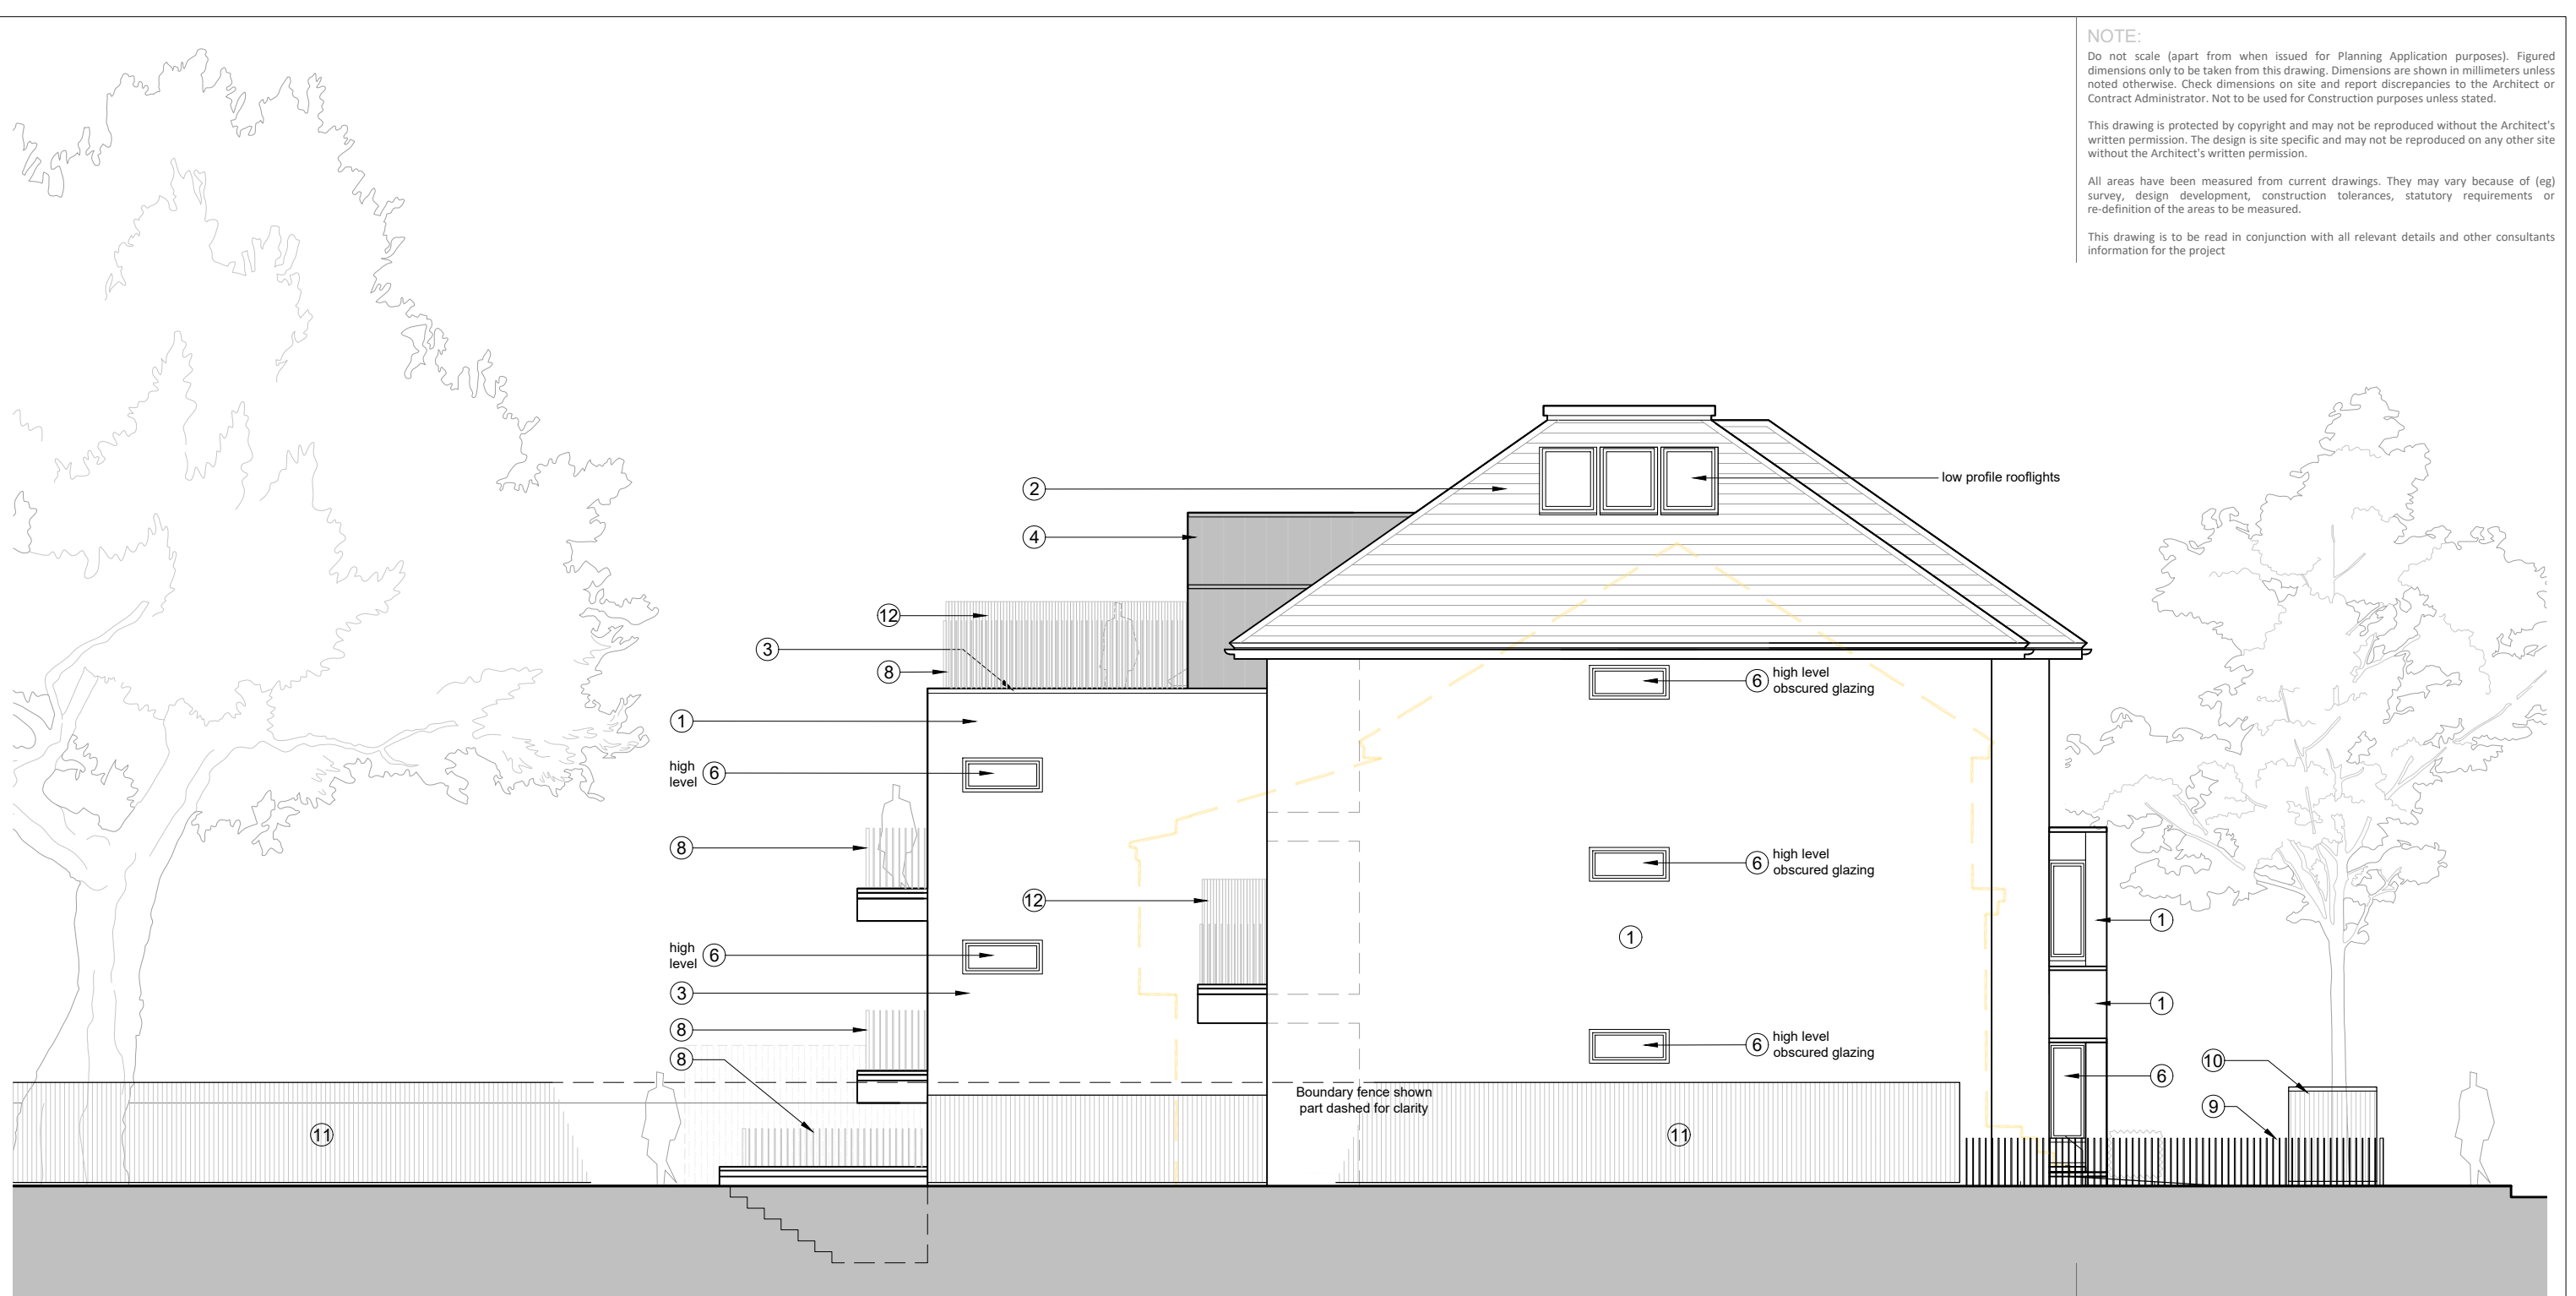 NOTE:
Do not scale (apart from when issued for Planning Application purposes). Figured
dimensions only to be taken from this drawing. Dimensions are shown in millimeters unless
noted otherwise. Check dimensions on site and report discrepancies to the Architect or
Contract Administrator. Not to be used for Construction purposes unless stated.
This drawing is protected by copyright and may not be reproduced without the Architect's
written permission. The design is site specific and may not be reproduced on any other site
without the Architect's written permission.
All areas have been measured from current drawings. They may vary because of (eg)
survey, design development, construction tolerances, statutory requirements or
re-definition of the areas to be measured.
This drawing is to be read in conjunction with all relevant details and other consultants
information for the project
low profile rooflights
2
4
12
3
8
6
high level
obscured glazing
1
high
level
6
8
6
high level
obscured glazing
12
1
1
high
level
6
3
1
8
6
high level
obscured glazing
8
6
10
Boundary fence shown
part dashed for clarity
9
11
11